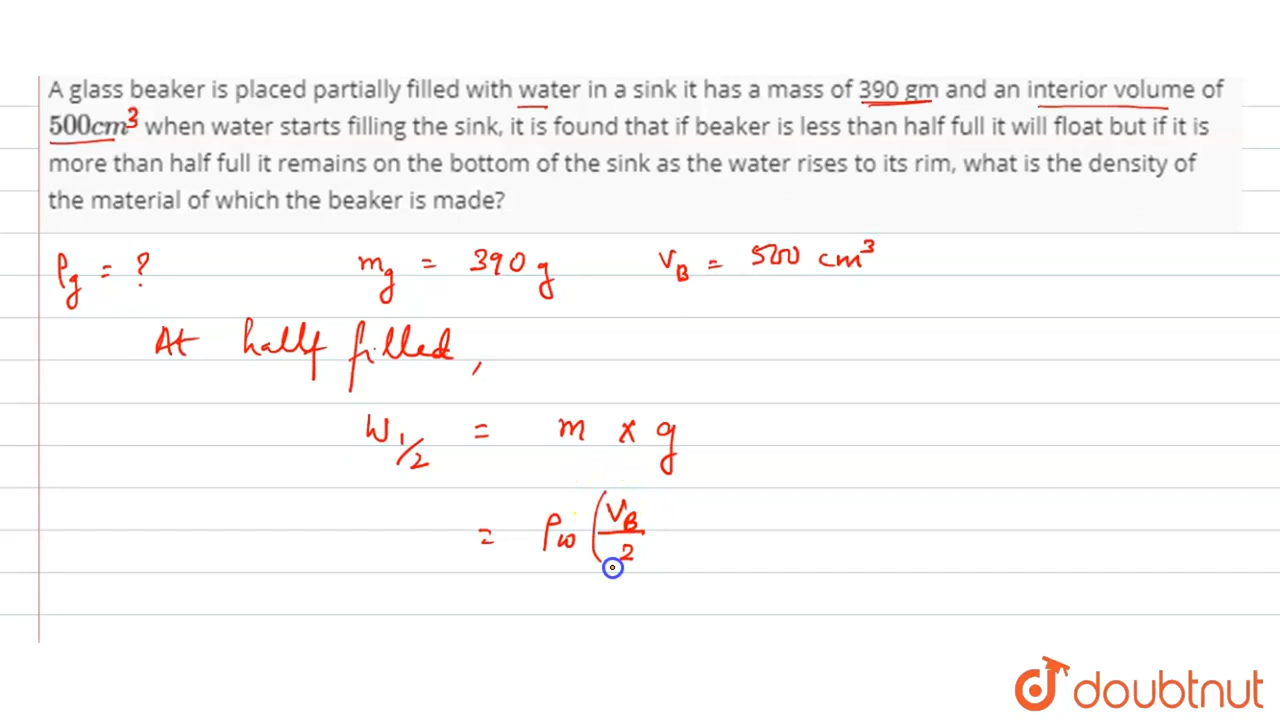 A glass beaker is placed partially filled with water in a sink it has a mass of 390 gm and an interior volume of
500cm³ when water starts filling the sink, it is found that if beaker is less than half full it will float but if it is
more than half full it remains on the bottom of the sink as the water rises to its rim, what is the density of
the material of which the beaker is made?
ρg = ? mg = 390 g VB = 500 cm³
At half filled,
W1/2 = m × g
= ρw (VB/2
doubtnut